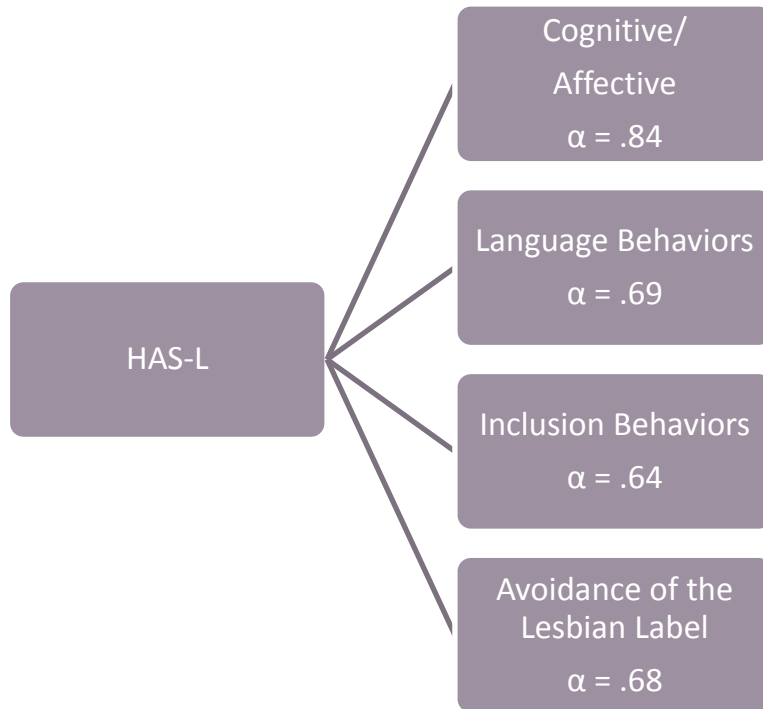 HAS-L
Cognitive/
Affective
α = .84
Language Behaviors
α = .69
Inclusion Behaviors
α = .64
Avoidance of the
Lesbian Label
α = .68